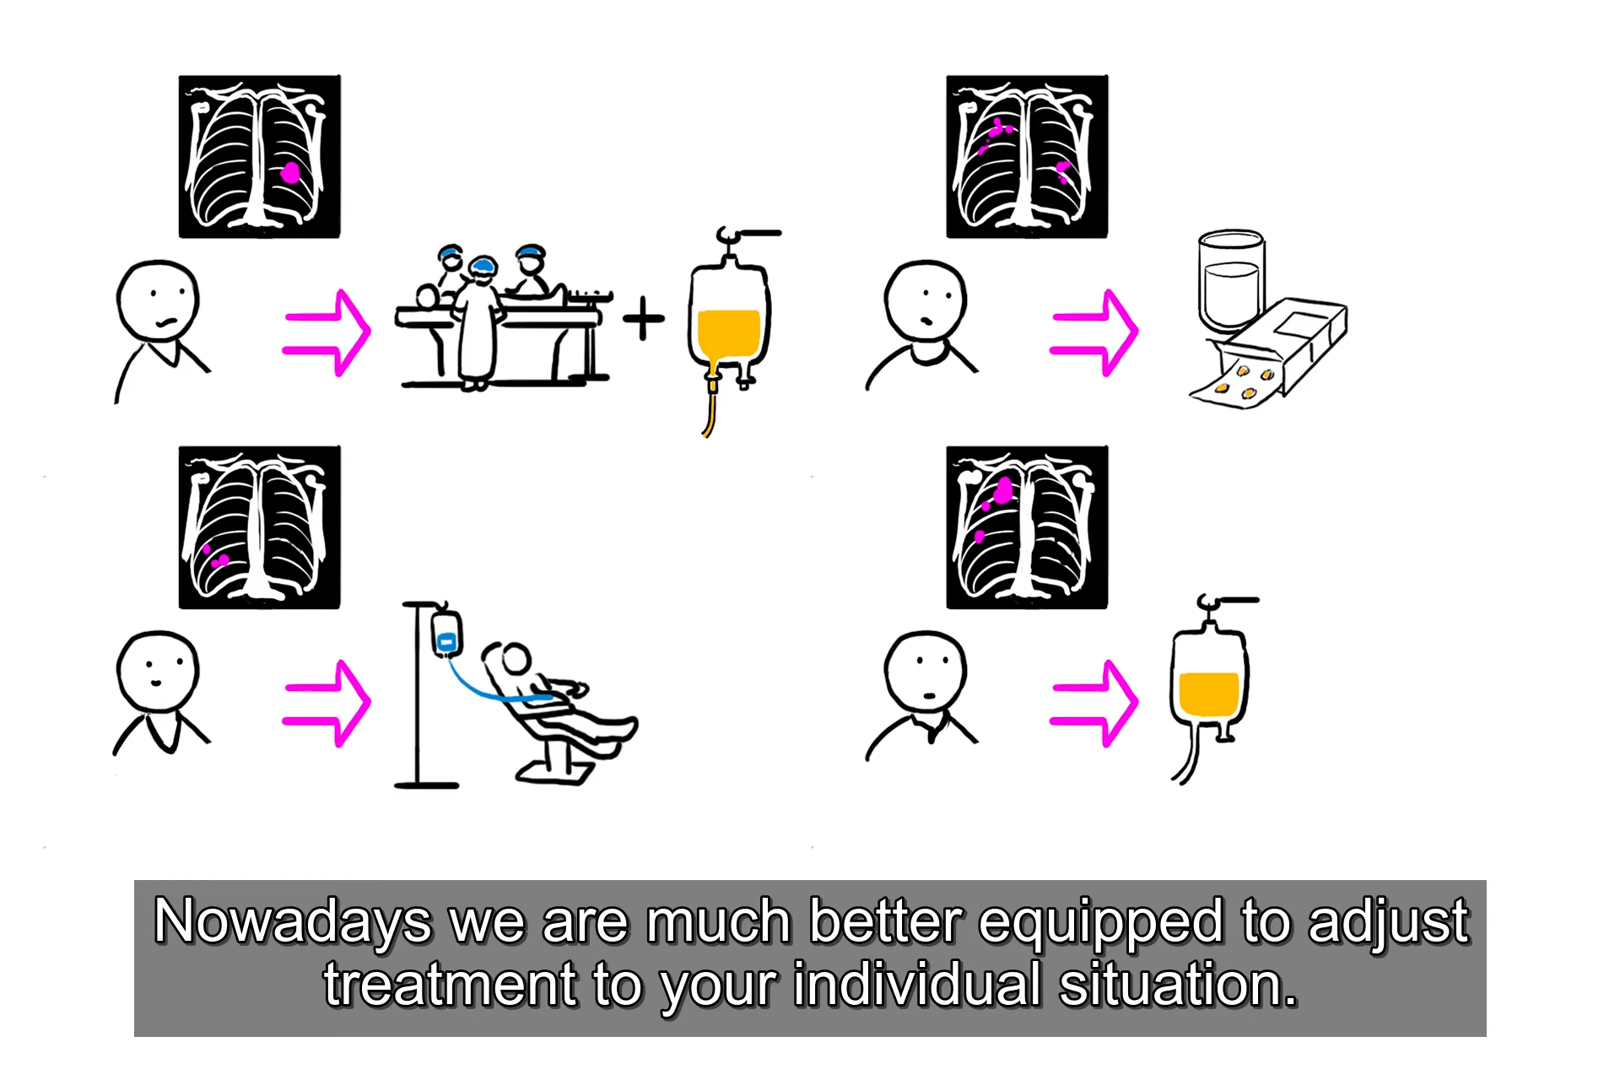 Nowadays we are much better equipped to adjust
treatment to your individual situation.